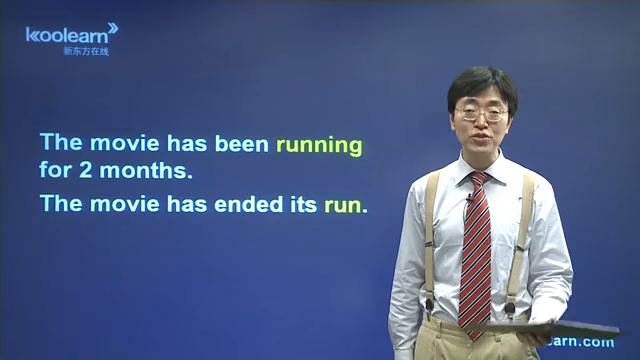 koolearn
新东方在线
The movie has been running
for 2 months.
The movie has ended its run.
arn.com